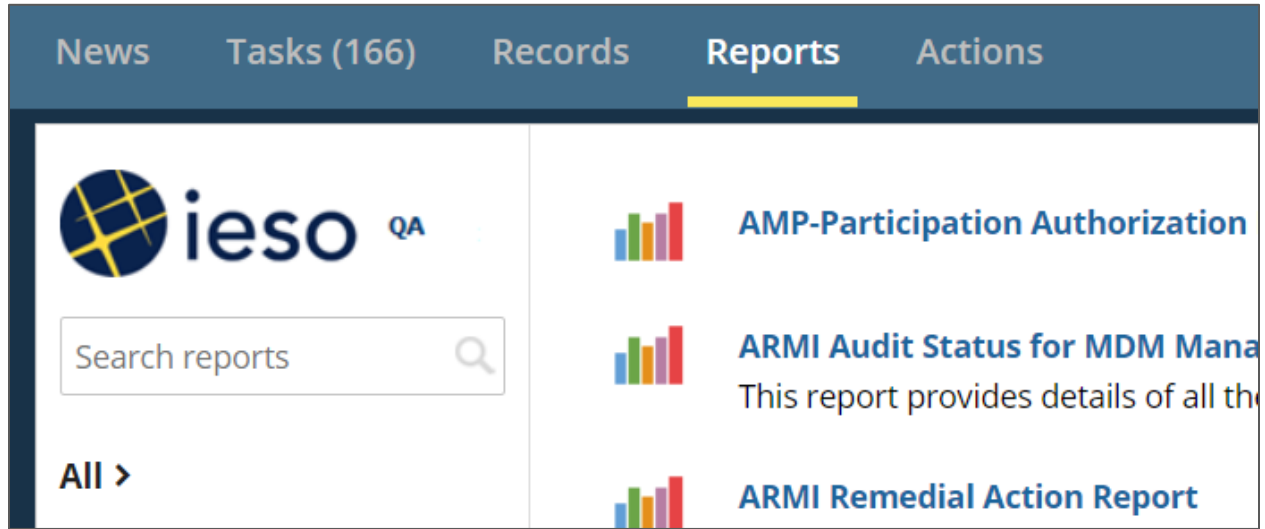 News Tasks (166) Records Reports Actions
ieso QA
Search reports
All >
AMP-Participation Authorization
ARMI Audit Status for MDM Mana
This report provides details of all the
ARMI Remedial Action Report